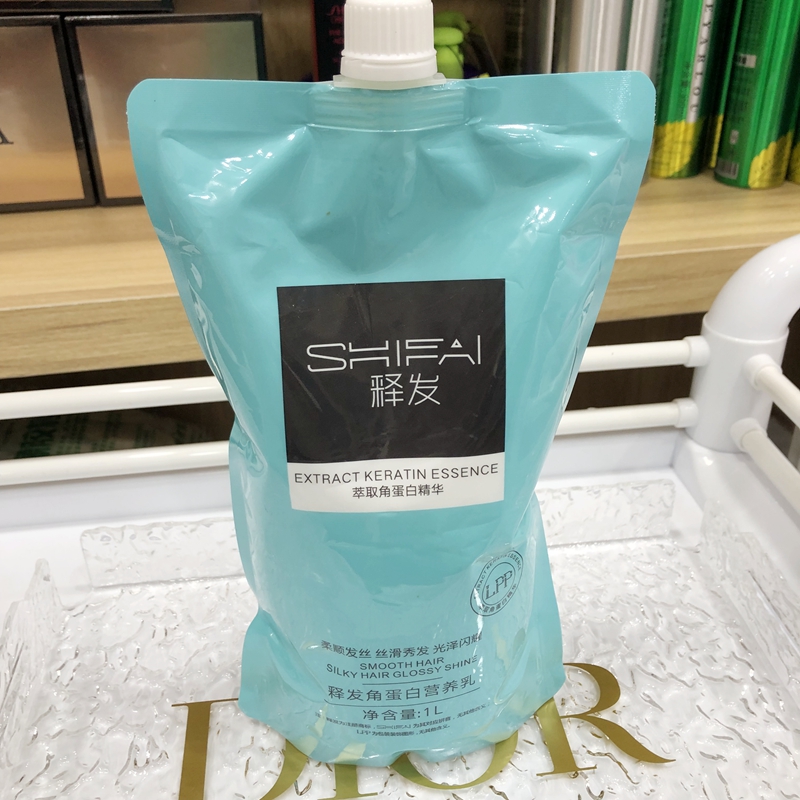 SHIFAI
释发
EXTRACT KERATIN ESSENCE
萃取角蛋白精华
LPP
柔顺发丝 丝滑秀发 光泽闪耀
SMOOTH HAIR
SILKY HAIR GLOSSY SHINE
释发角蛋白营养乳
净含量:1L
DIOR